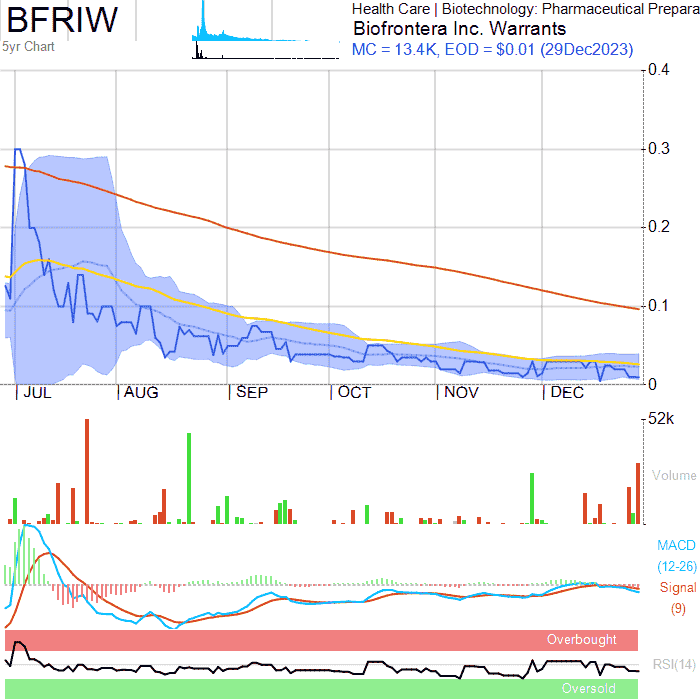 BFRIW
5yr Chart
Health Care | Biotechnology: Pharmaceutical Prepara
Biofrontera Inc. Warrants
MC = 13.4K, EOD = $0.01 (29Dec2023)
0.4
0.3
0.2
0.1
0
JUL AUG SEP OCT NOV DEC
52k
Volume
MACD
(12-26)
Signal
(9)
Overbought
RSI(14)
Oversold